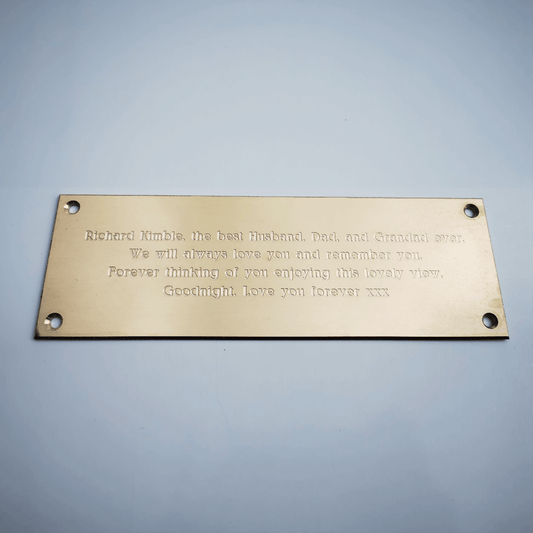 Richard Kimble, the best Husband, Dad, and Grandad ever.
We will always love you and remember you.
Forever thinking of you enjoying this lovely view.
Goodnight. Love you forever xxx